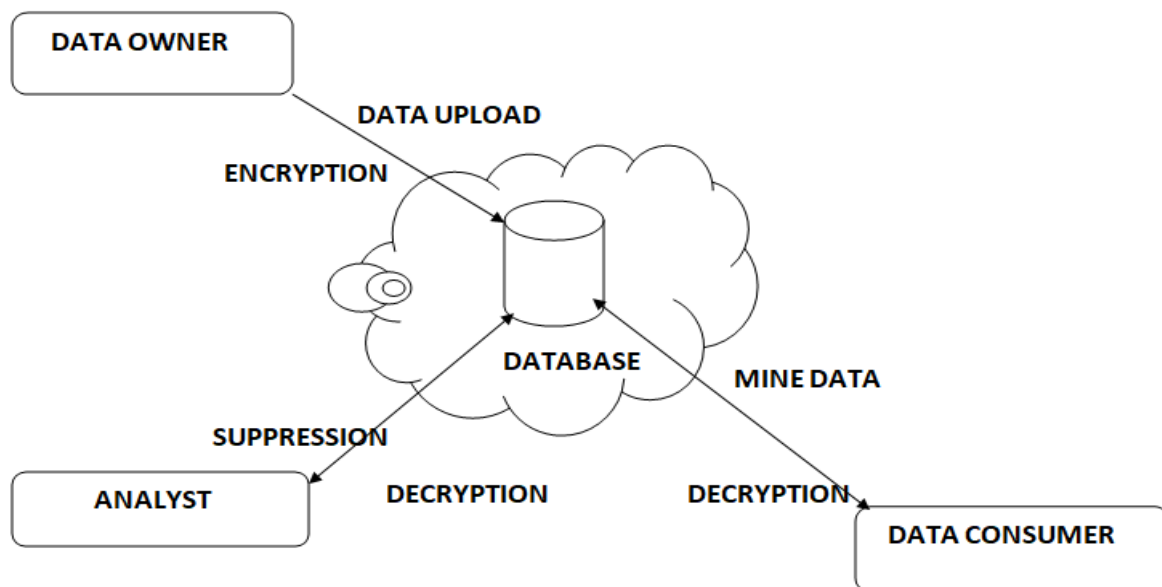 DATA OWNER
DATA UPLOAD
ENCRYPTION
DATABASE
MINE DATA
SUPPRESSION
ANALYST
DECRYPTION
DECRYPTION
DATA CONSUMER